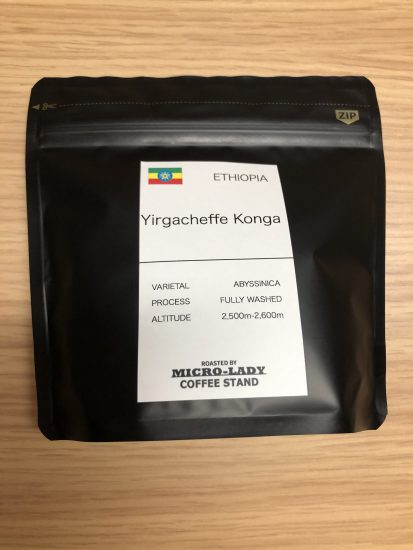 ZIP
ETHIOPIA
Yirgacheffe Konga
VARIETAL ABYSSINICA
PROCESS FULLY WASHED
ALTITUDE 2,500m-2,600m
ROASTED BY
MICRO-LADY
COFFEE STAND